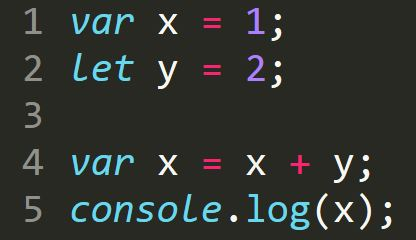 1 var x = 1;
2 let y = 2;
3
4 var x = x + y;
5 console.log(x);